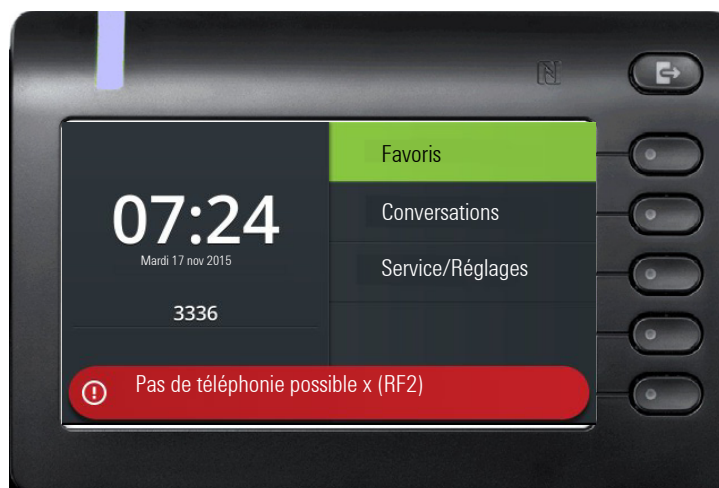 07:24
Mardi 17 nov 2015
3336
Favoris
Conversations
Service/Réglages
Pas de téléphonie possible x (RF2)